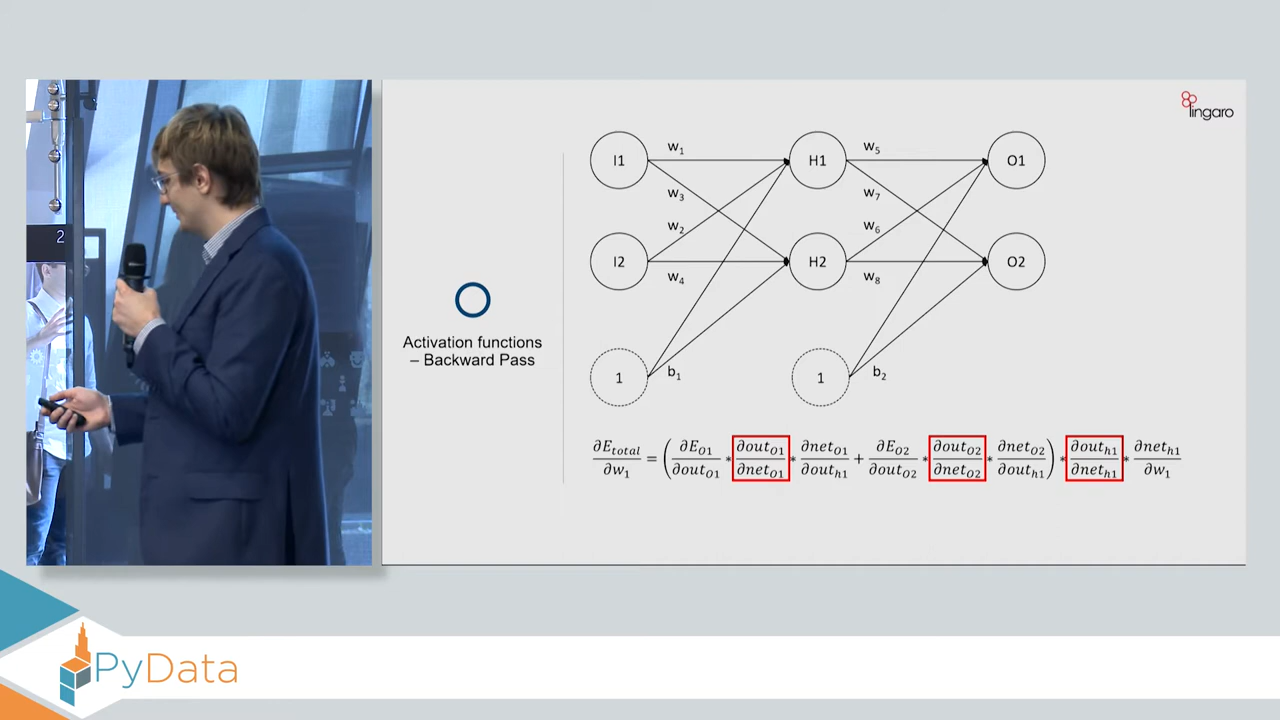 lingaro
w₁
w₅
I1
H1
O1
w₃
w₇
w₂
w₆
I2
H2
O2
w₄
w₈
2
Activation functions
– Backward Pass
1
b₁
1
b₂
∂E_total/∂w₁ = (∂E_O1/∂out_O1 * ∂out_O1/∂net_O1 * ∂net_O1/∂out_h1 + ∂E_O2/∂out_O2 * ∂out_O2/∂net_O2 * ∂net_O2/∂out_h1) * ∂out_h1/∂net_h1 * ∂net_h1/∂w₁
PyData